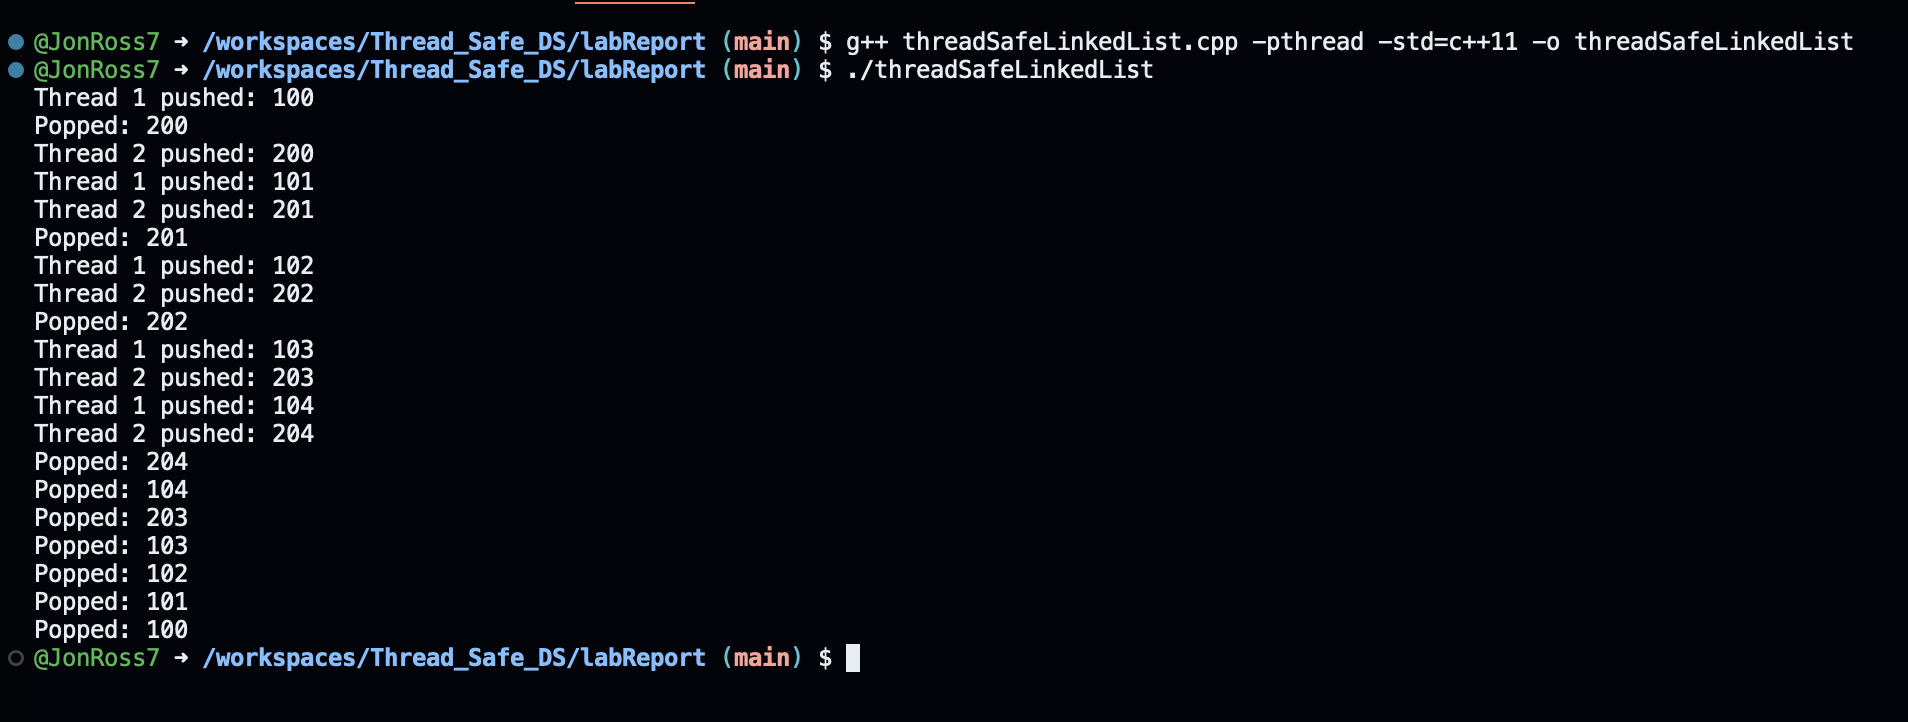 @JonRoss7 ➜ /workspaces/Thread_Safe_DS/labReport (main) $ g++ threadSafeLinkedList.cpp -pthread -std=c++11 -o threadSafeLinkedList
@JonRoss7 ➜ /workspaces/Thread_Safe_DS/labReport (main) $ ./threadSafeLinkedList
Thread 1 pushed: 100
Popped: 200
Thread 2 pushed: 200
Thread 1 pushed: 101
Thread 2 pushed: 201
Popped: 201
Thread 1 pushed: 102
Thread 2 pushed: 202
Popped: 202
Thread 1 pushed: 103
Thread 2 pushed: 203
Thread 1 pushed: 104
Thread 2 pushed: 204
Popped: 204
Popped: 104
Popped: 203
Popped: 103
Popped: 102
Popped: 101
Popped: 100
@JonRoss7 ➜ /workspaces/Thread_Safe_DS/labReport (main) $